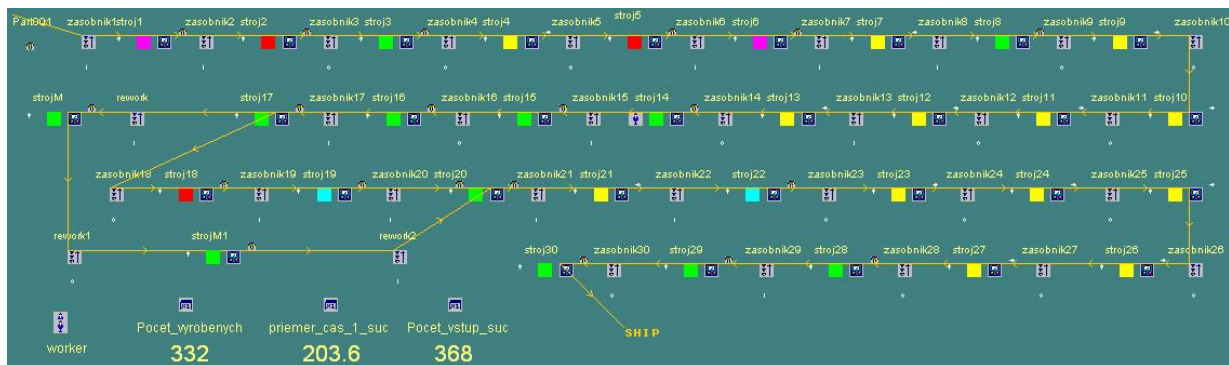 Part001 zasobnik1 stroj1 zasobnik2 stroj2 zasobnik3 stroj3 zasobnik4 stroj4 zasobnik5 stroj5 zasobnik6 stroj6 zasobnik7 stroj7 zasobnik8 stroj8 zasobnik9 stroj9 zasobnik10
strojM rework stroj17 zasobnik17 stroj16 zasobnik16 stroj15 zasobnik15 stroj14 zasobnik14 stroj13 zasobnik13 stroj12 zasobnik12 stroj11 zasobnik11 stroj10
zasobnik18 stroj18 zasobnik19 stroj19 zasobnik20 stroj20 zasobnik21 stroj21 zasobnik22 stroj22 zasobnik23 stroj23 zasobnik24 stroj24 zasobnik25 stroj25
rework1 strojM1 rework2 stroj30 zasobnik30 stroj29 zasobnik29 stroj28 zasobnik28 stroj27 zasobnik27 stroj26 zasobnik26
SHIP
worker Pocet_vyrobenych priemer_cas_1_suc Pocet_vstup_suc
332 203.6 368